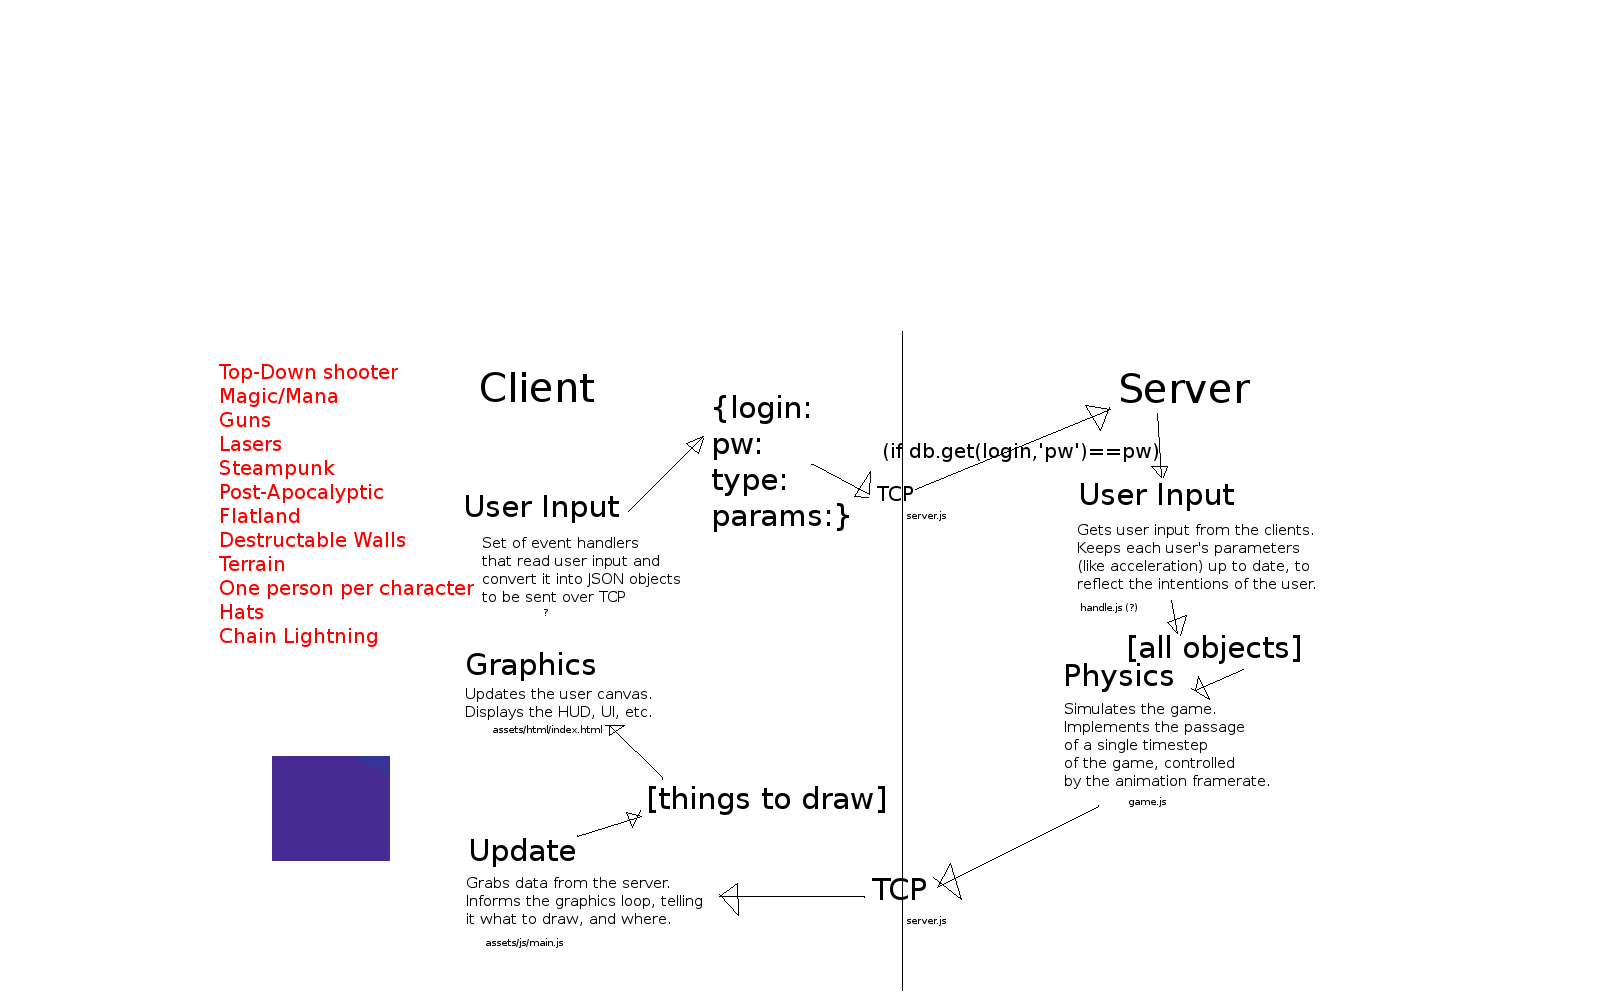 Top-Down shooter
Magic/Mana
Guns
Lasers
Steampunk
Post-Apocalyptic
Flatland
Destructable Walls
Terrain
One person per character
Hats
Chain Lightning
Client
{login:
pw:
type:
params:}
User Input
Set of event handlers
that read user input and
convert it into JSON objects
to be sent over TCP
?
Graphics
Updates the user canvas.
Displays the HUD, UI, etc.
assets/html/index.html
[things to draw]
Update
Grabs data from the server.
Informs the graphics loop, telling
it what to draw, and where.
assets/js/main.js
(if db.get(login,'pw')==pw)
TCP
server.js
Server
User Input
Gets user input from the clients.
Keeps each user's parameters
(like acceleration) up to date, to
reflect the intentions of the user.
handle.js (?)
[all objects]
Physics
Simulates the game.
Implements the passage
of a single timestep
of the game, controlled
by the animation framerate.
game.js
TCP
server.js